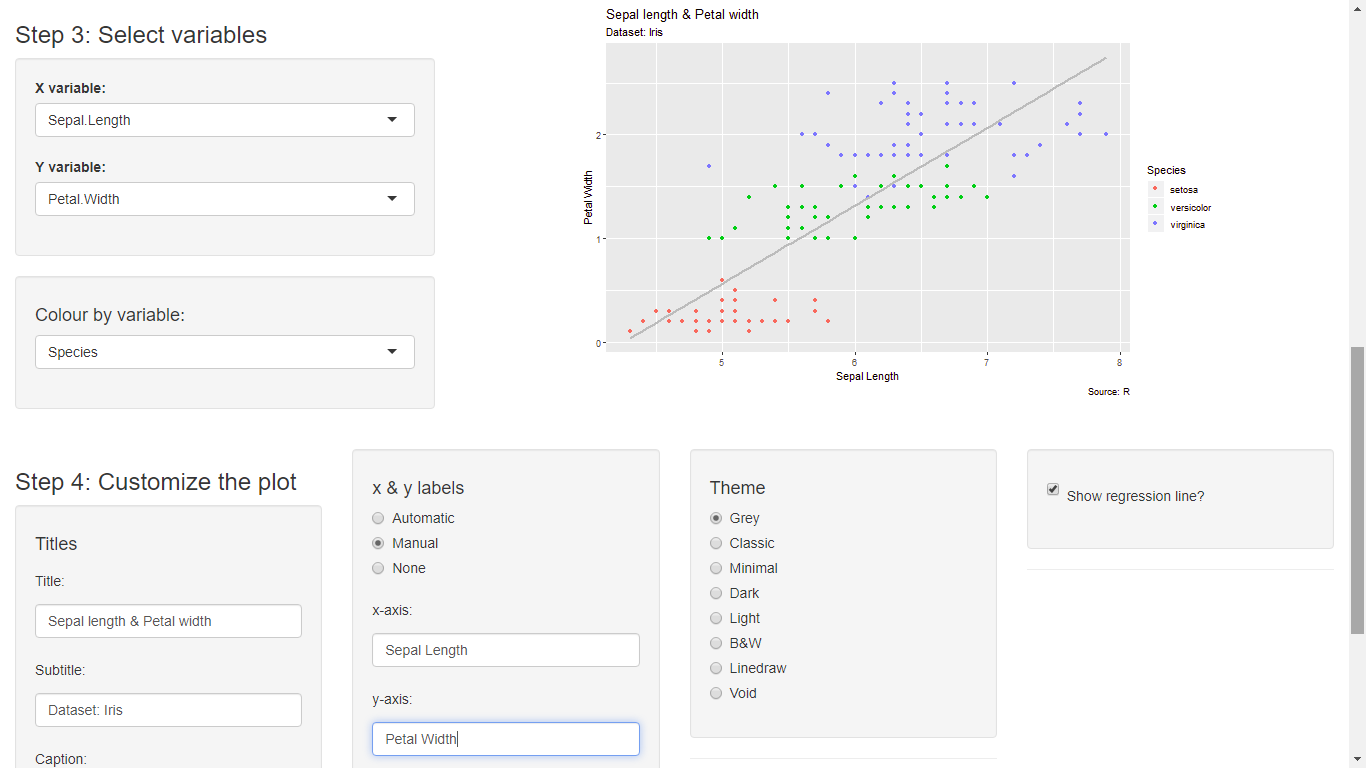 Step 3: Select variables
X variable:
Sepal.Length
Y variable:
Petal.Width
Colour by variable:
Species
Sepal length & Petal width
Dataset: Iris
Petal Width
2
1
0
5
6
7
8
Sepal Length
Source: R
Species
setosa
versicolor
virginica
Step 4: Customize the plot
Titles
Title:
Sepal length & Petal width
Subtitle:
Dataset: Iris
Caption:
x & y labels
Automatic
Manual
None
x-axis:
Sepal Length
y-axis:
Petal Width
Theme
Grey
Classic
Minimal
Dark
Light
B&W
Linedraw
Void
Show regression line?